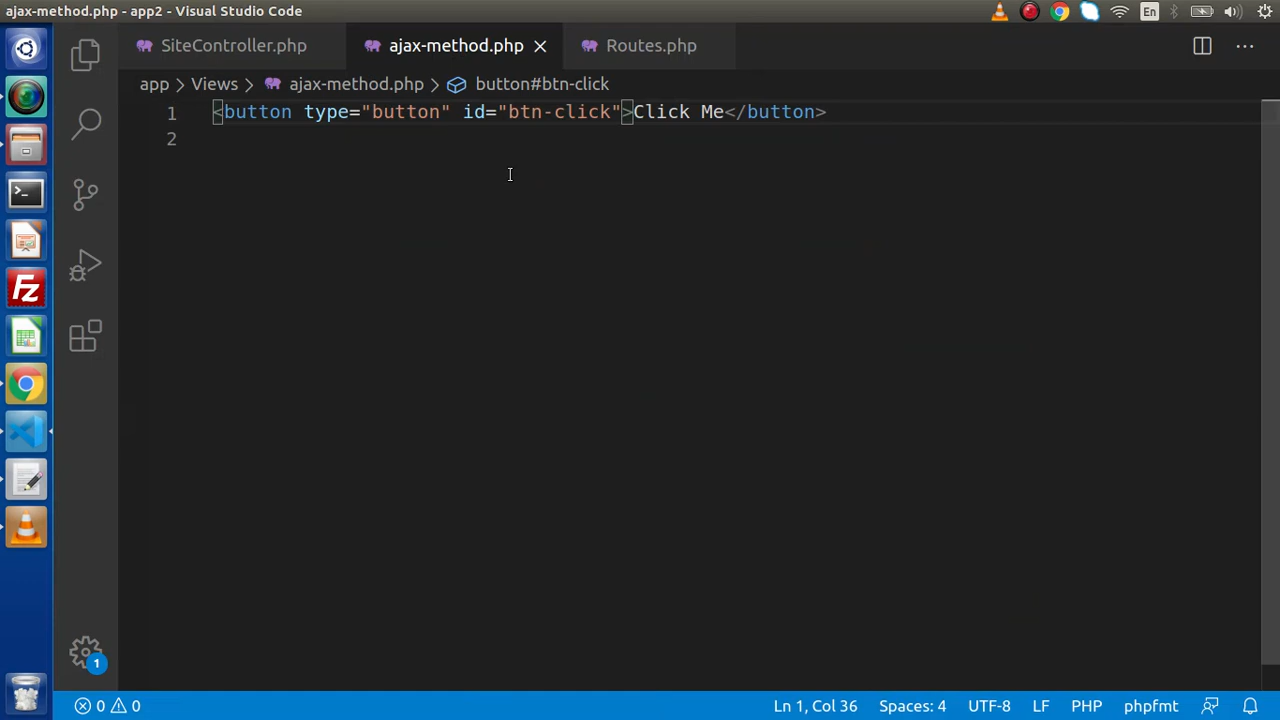 ajax-method.php - app2 - Visual Studio Code
En
SiteController.php
ajax-method.php
Routes.php
app > Views > ajax-method.php > button#btn-click
1 <button type="button" id="btn-click">Click Me</button>
2
Fz
1
0 0
Ln 1, Col 36
Spaces: 4
UTF-8
LF
PHP
phpfmt